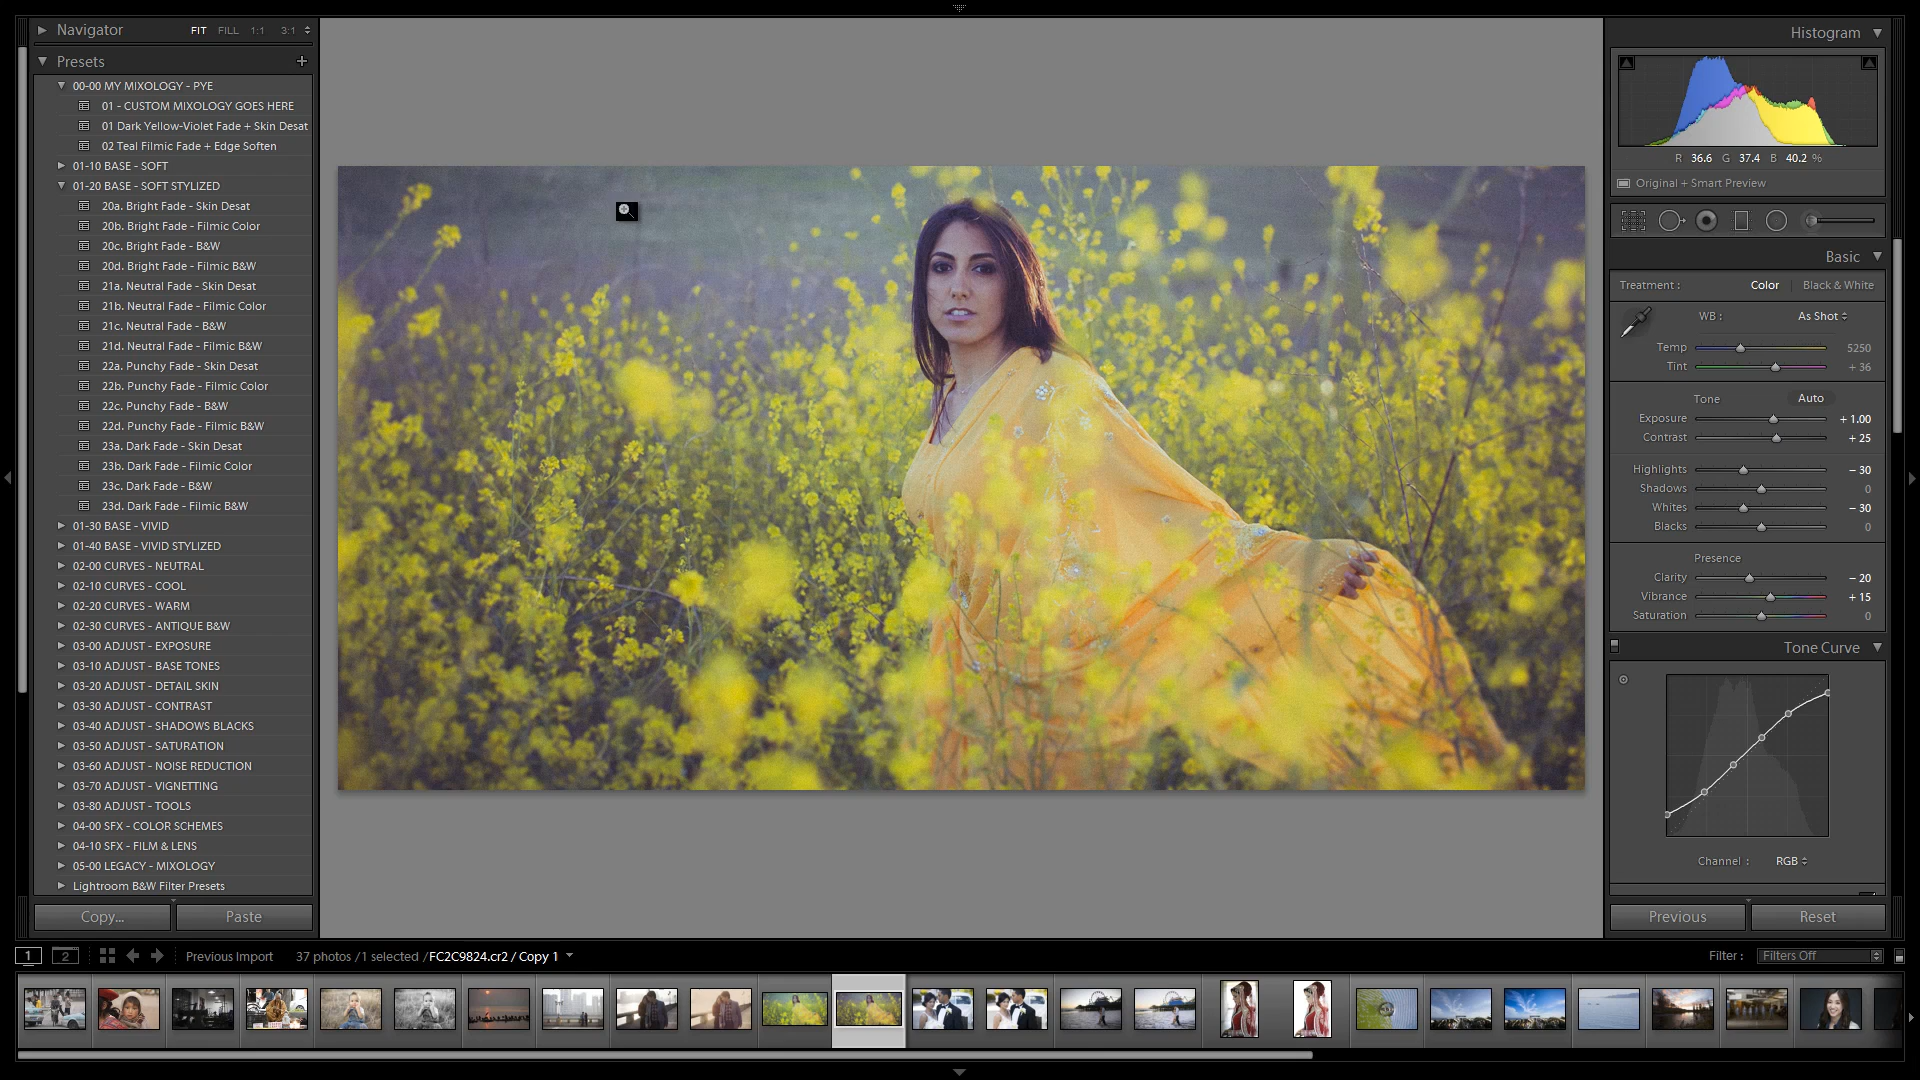 Navigator FIT FILL 1:1 3:1
Presets +
00-00 MY MIXOLOGY - PYE
01 - CUSTOM MIXOLOGY GOES HERE
01 Dark Yellow-Violet Fade + Skin Desat
02 Teal Filmic Fade + Edge Soften
01-10 BASE - SOFT
01-20 BASE - SOFT STYLIZED
20a. Bright Fade - Skin Desat
20b. Bright Fade - Filmic Color
20c. Bright Fade - B&W
20d. Bright Fade - Filmic B&W
21a. Neutral Fade - Skin Desat
21b. Neutral Fade - Filmic Color
21c. Neutral Fade - B&W
21d. Neutral Fade - Filmic B&W
22a. Punchy Fade - Skin Desat
22b. Punchy Fade - Filmic Color
22c. Punchy Fade - B&W
22d. Punchy Fade - Filmic B&W
23a. Dark Fade - Skin Desat
23b. Dark Fade - Filmic Color
23c. Dark Fade - B&W
23d. Dark Fade - Filmic B&W
01-30 BASE - VIVID
01-40 BASE - VIVID STYLIZED
02-00 CURVES - NEUTRAL
02-10 CURVES - COOL
02-20 CURVES - WARM
02-30 CURVES - ANTIQUE B&W
03-00 ADJUST - EXPOSURE
03-10 ADJUST - BASE TONES
03-20 ADJUST - DETAIL SKIN
03-30 ADJUST - CONTRAST
03-40 ADJUST - SHADOWS BLACKS
03-50 ADJUST - SATURATION
03-60 ADJUST - NOISE REDUCTION
03-70 ADJUST - VIGNETTING
03-80 ADJUST - TOOLS
04-00 SFX - COLOR SCHEMES
04-10 SFX - FILM & LENS
05-00 LEGACY - MIXOLOGY
Lightroom B&W Filter Presets
Copy... Paste
Histogram
R 36.6 G 37.4 B 40.2 %
Original + Smart Preview
Basic
Treatment : Color Black & White
WB : As Shot
Temp 5250
Tint + 36
Tone Auto
Exposure + 1.00
Contrast + 25
Highlights − 30
Shadows 0
Whites − 30
Blacks 0
Presence
Clarity − 20
Vibrance + 15
Saturation 0
Tone Curve
Channel : RGB
Previous Reset
1 2 Previous Import 37 photos / 1 selected / FC2C9824.cr2 / Copy 1 Filter : Filters Off